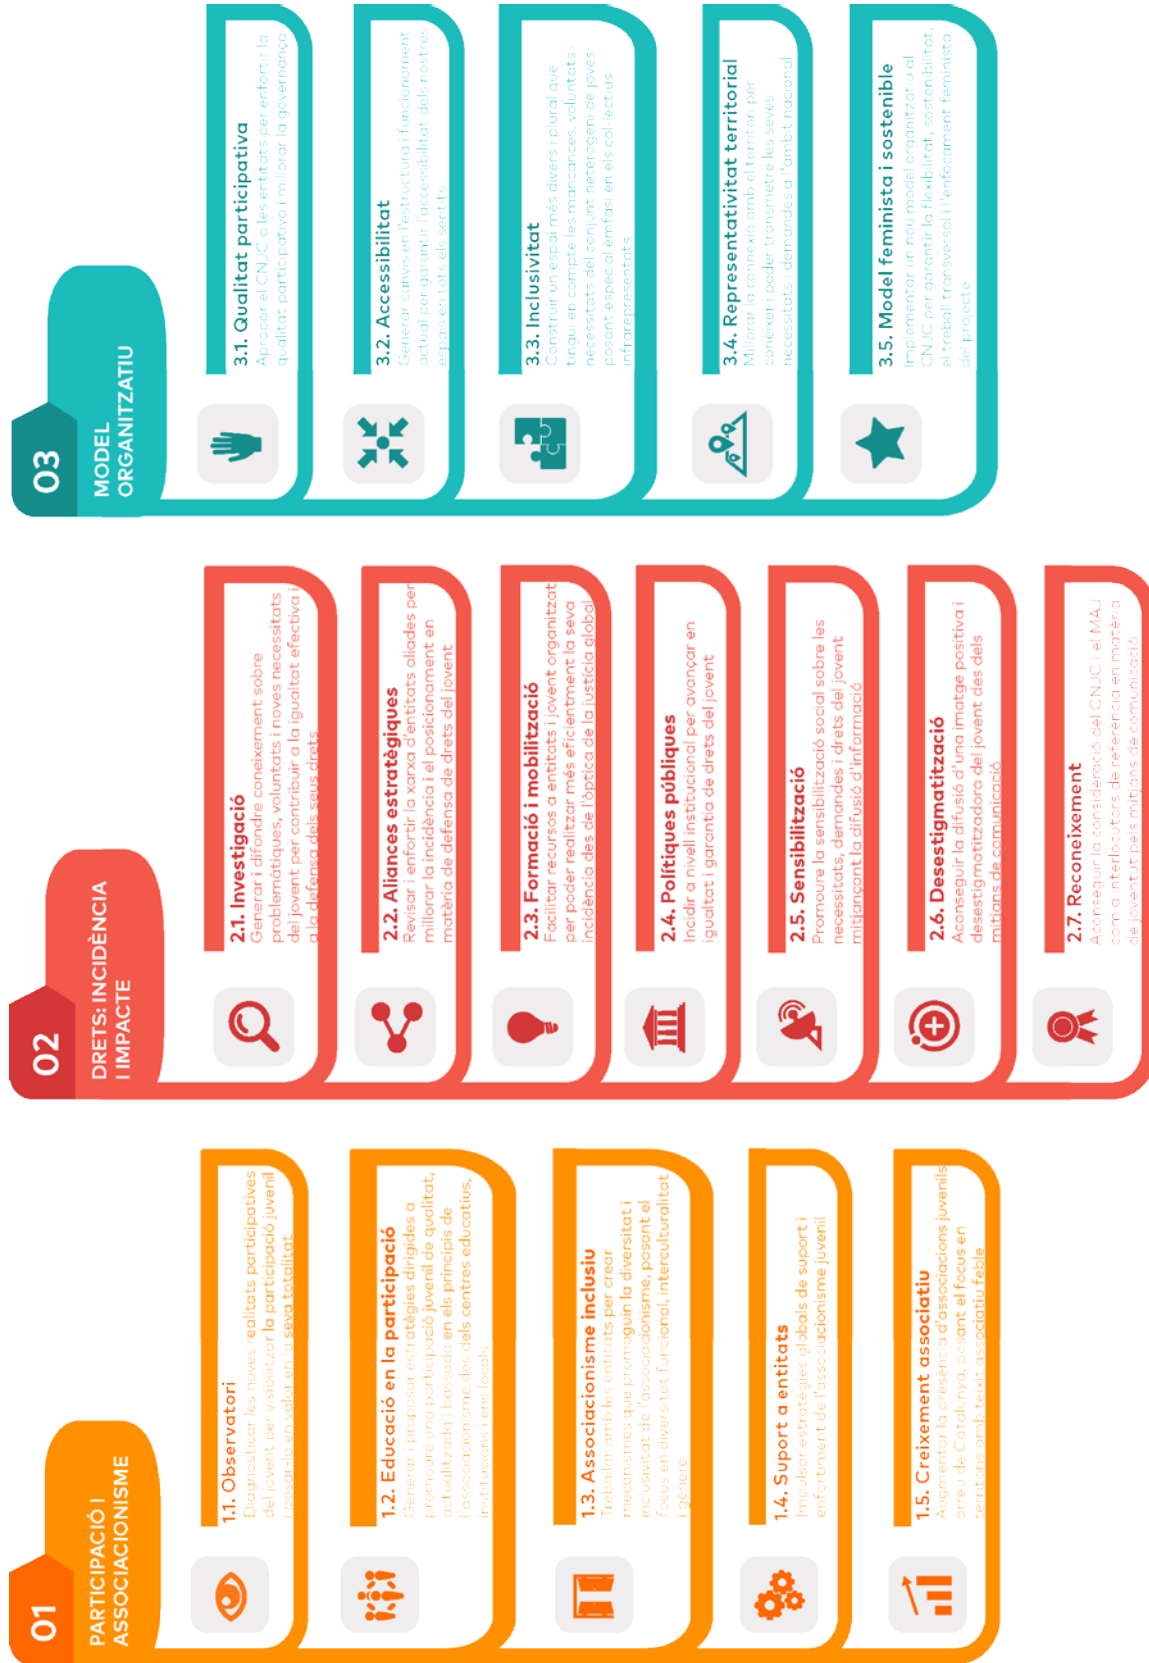 01
PARTICIPACIÓ I
ASSOCIACIONISME
1.1. Observatori
Diagnosticar les noves realitats participatives
del jovent per visibilitzar la participació juvenil
i posar-la en valor en la seva totalitat
1.2. Educació en la participació
Generar i proposar estratègies dirigides a
promoure una participació juvenil de qualitat,
actualitzada i basada en els principis de
l'associacionisme des dels centres educatius,
institucions i ens locals
1.3. Associacionisme inclusiu
Treballar amb les entitats per crear
mecanismes que promoguin la diversitat i
inclusivitat de l'associacionisme, posant el
focus en diversitat funcional, interculturalitat
i gènere
1.4. Suport a entitats
Impulsar estratègies globals de suport i
enfortiment de l'associacionisme juvenil
1.5. Creixement associatiu
Augmentar la presència d'associacions juvenils
arreu de Catalunya, posant el focus en
territoris amb teixit associatiu feble
02
DRETS: INCIDÈNCIA
I IMPACTE
2.1. Investigació
Generar i difondre coneixement sobre
problemàtiques, voluntats i noves necessitats
del jovent per contribuir a la igualtat efectiva i
a la defensa dels seus drets
2.2. Aliances estratègiques
Revisar i enfortir la xarxa d'entitats aliades per
millorar la incidència i el posicionament en
matèria de defensa de drets del jovent
2.3. Formació i mobilització
Facilitar recursos a entitats i jovent organitzat
per poder realitzar més eficientment la seva
incidència des de l'òptica de la justícia global
2.4. Polítiques públiques
Incidir a nivell institucional per avançar en
igualtat i garantia de drets del jovent
2.5. Sensibilització
Promoure la sensibilització social sobre les
necessitats, demandes i drets del jovent
mitjançant la difusió d'informació
2.6. Desestigmatització
Aconseguir la difusió d'una imatge positiva i
desestigmatitzadora del jovent des dels
mitjans de comunicació
2.7. Reconeixement
Aconseguir la consideració del CNJC i el MAJ
com a interlocutors de referència en matèria
de joventut pels mitjans de comunicació
03
MODEL
ORGANITZATIU
3.1. Qualitat participativa
Apropar el CNJC a les entitats per enfortir la
qualitat participativa i millorar la governança
3.2. Accessibilitat
Generar canvis en l'estructura i funcionament
actual per garantir l'accessibilitat dels nostres
espais en tots els sentits
3.3. Inclusivitat
Construir un espai més divers i plural que
tingui en compte les mancances, voluntats i
necessitats del conjunt heterogeni de joves
posant especial èmfasi en els col·lectius
infrarepresentats
3.4. Representativitat territorial
Millorar la connexió amb el territori per
conèixer i poder transmetre les seves
necessitats i demandes a l'àmbit nacional
3.5. Model feminista i sostenible
Implementar un nou model organitzatiu al
CNJC per garantir la flexibilitat, sostenibilitat,
el treball transversal i l'enfocament feminista
del projecte